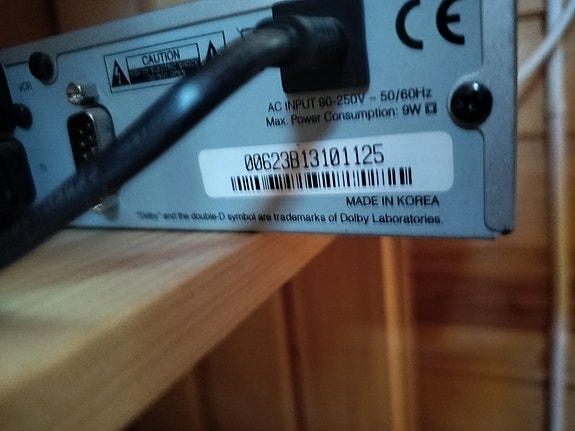 CAUTION
VCR
TV
AC INPUT 90-250V ~ 50/60Hz
Max. Power Consumption: 9W
00623B13101125
MADE IN KOREA
"Dolby" and the double-D symbol are trademarks of Dolby Laboratories.
CE